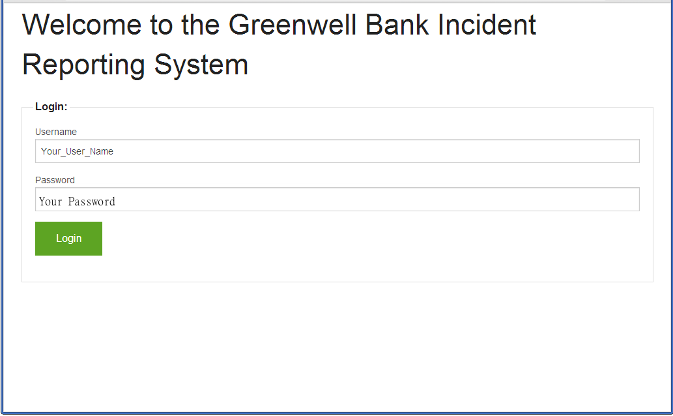 Welcome to the Greenwell Bank Incident
Reporting System
Login:
Username
Your_User_Name
Password
Your Password
Login